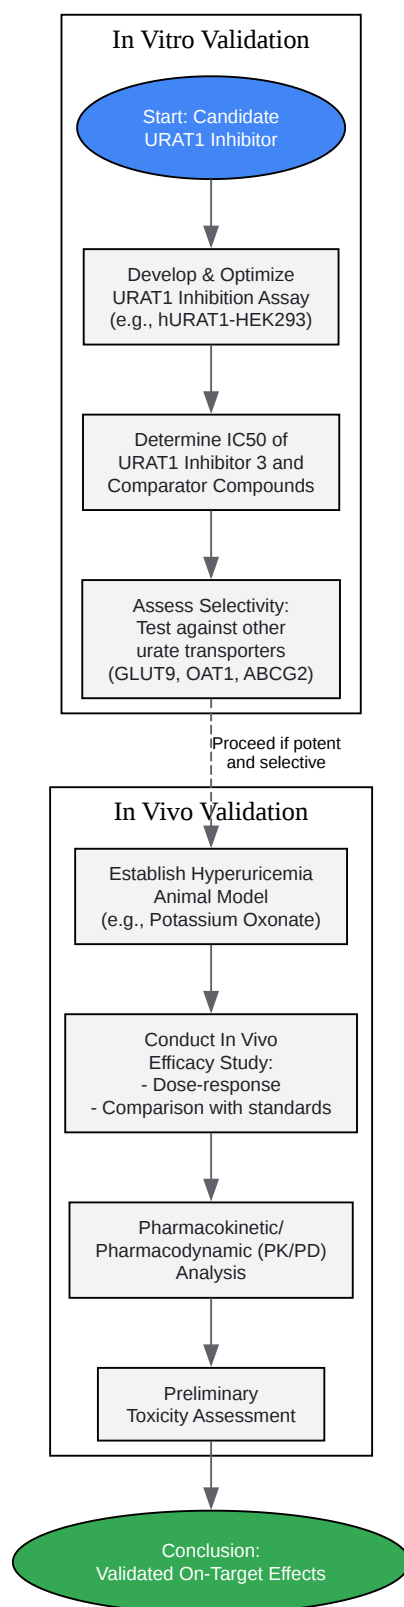 In Vitro Validation
Start: Candidate
URAT1 Inhibitor
Develop & Optimize
URAT1 Inhibition Assay
(e.g., hURAT1-HEK293)
Determine IC50 of
URAT1 Inhibitor 3 and
Comparator Compounds
Assess Selectivity:
Test against other
urate transporters
(GLUT9, OAT1, ABCG2)
Proceed if potent
and selective
In Vivo Validation
Establish Hyperuricemia
Animal Model
(e.g., Potassium Oxonate)
Conduct In Vivo
Efficacy Study:
- Dose-response
- Comparison with standards
Pharmacokinetic/
Pharmacodynamic (PK/PD)
Analysis
Preliminary
Toxicity Assessment
Conclusion:
Validated On-Target Effects